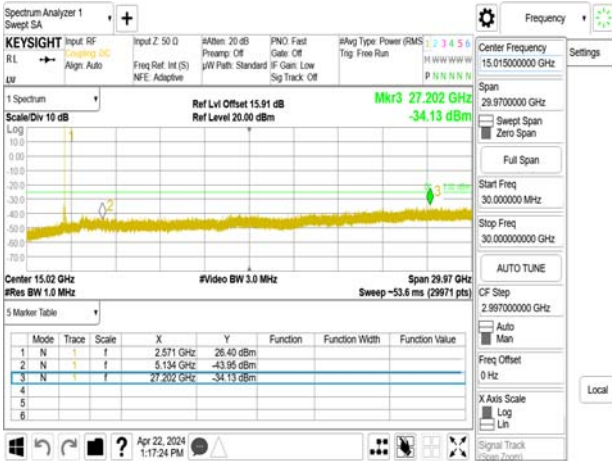 Spectrum Analyzer 1
Swept SA
KEYSIGHT
RL
Input: RF
Coupling: DC
Align: Auto
Input Z: 50 Ω
Freq Ref: Int (S)
NFE: Adaptive
#Atten: 20 dB
Preamp: Off
µW Path: Standard
PNO: Fast
Gate: Off
IF Gain: Low
Sig Track: Off
#Avg Type: Power (RMS
Trig: Free Run
1 2 3 4 5 6
M W W W W W
P N N N N N
1 Spectrum
Scale/Div 10 dB
Ref Lvl Offset 15.91 dB
Ref Level 20.00 dBm
Mkr3 27.202 GHz
-34.13 dBm
Log
10.0
0.00
-10.0
-20.0
-30.0
-40.0
-50.0
-60.0
-70.0
1
2
3
Center 15.02 GHz
#Res BW 1.0 MHz
#Video BW 3.0 MHz
Span 29.97 GHz
Sweep ~53.6 ms (29971 pts)
5 Marker Table
Mode Trace Scale X Y Function Function Width Function Value
1 N 1 f 2.571 GHz 26.40 dBm
2 N 1 f 5.134 GHz -43.95 dBm
3 N 1 f 27.202 GHz -34.13 dBm
4
5
6
Apr 22, 2024
1:17:24 PM
Frequency
Settings
Center Frequency
15.015000000 GHz
Span
29.9700000 GHz
Swept Span
Zero Span
Full Span
Start Freq
30.000000 MHz
Stop Freq
30.000000000 GHz
AUTO TUNE
CF Step
2.997000000 GHz
Auto
Man
Freq Offset
0 Hz
X Axis Scale
Log
Lin
Signal Track
(Span Zoom)
Local